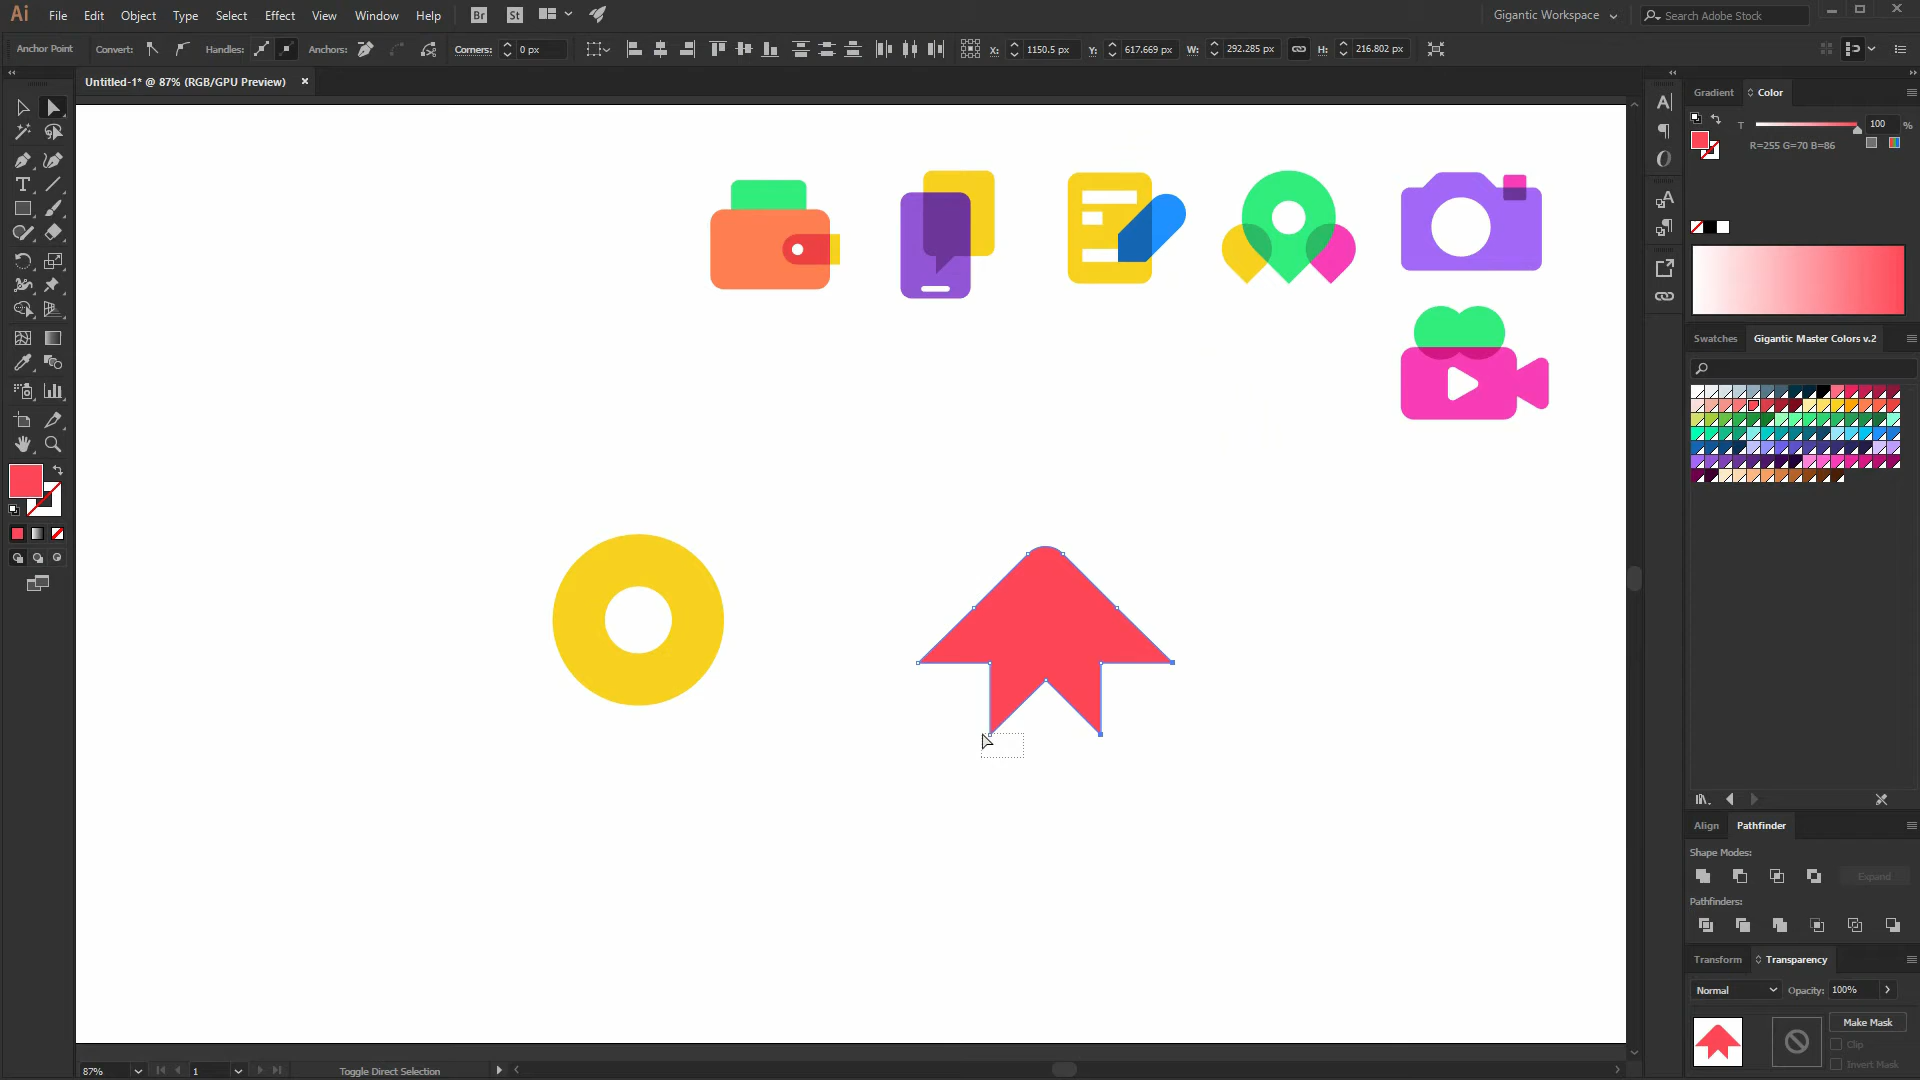 Ai File Edit Object Type Select Effect View Window Help Br St Gigantic Workspace Search Adobe Stock
Anchor Point Convert: Handles: Anchors: Corners: 0 px X: 1150.5 px Y: 617.669 px W: 292.285 px H: 216.802 px
Untitled-1* @ 87% (RGB/GPU Preview) ×
Gradient Color
T 100 %
R=255 G=70 B=86
Swatches Gigantic Master Colors v.2
Align Pathfinder
Shape Modes:
Expand
Pathfinders:
Transform Transparency
Normal Opacity: 100%
Make Mask
Clip
Invert Mask
87% 1 Toggle Direct Selection